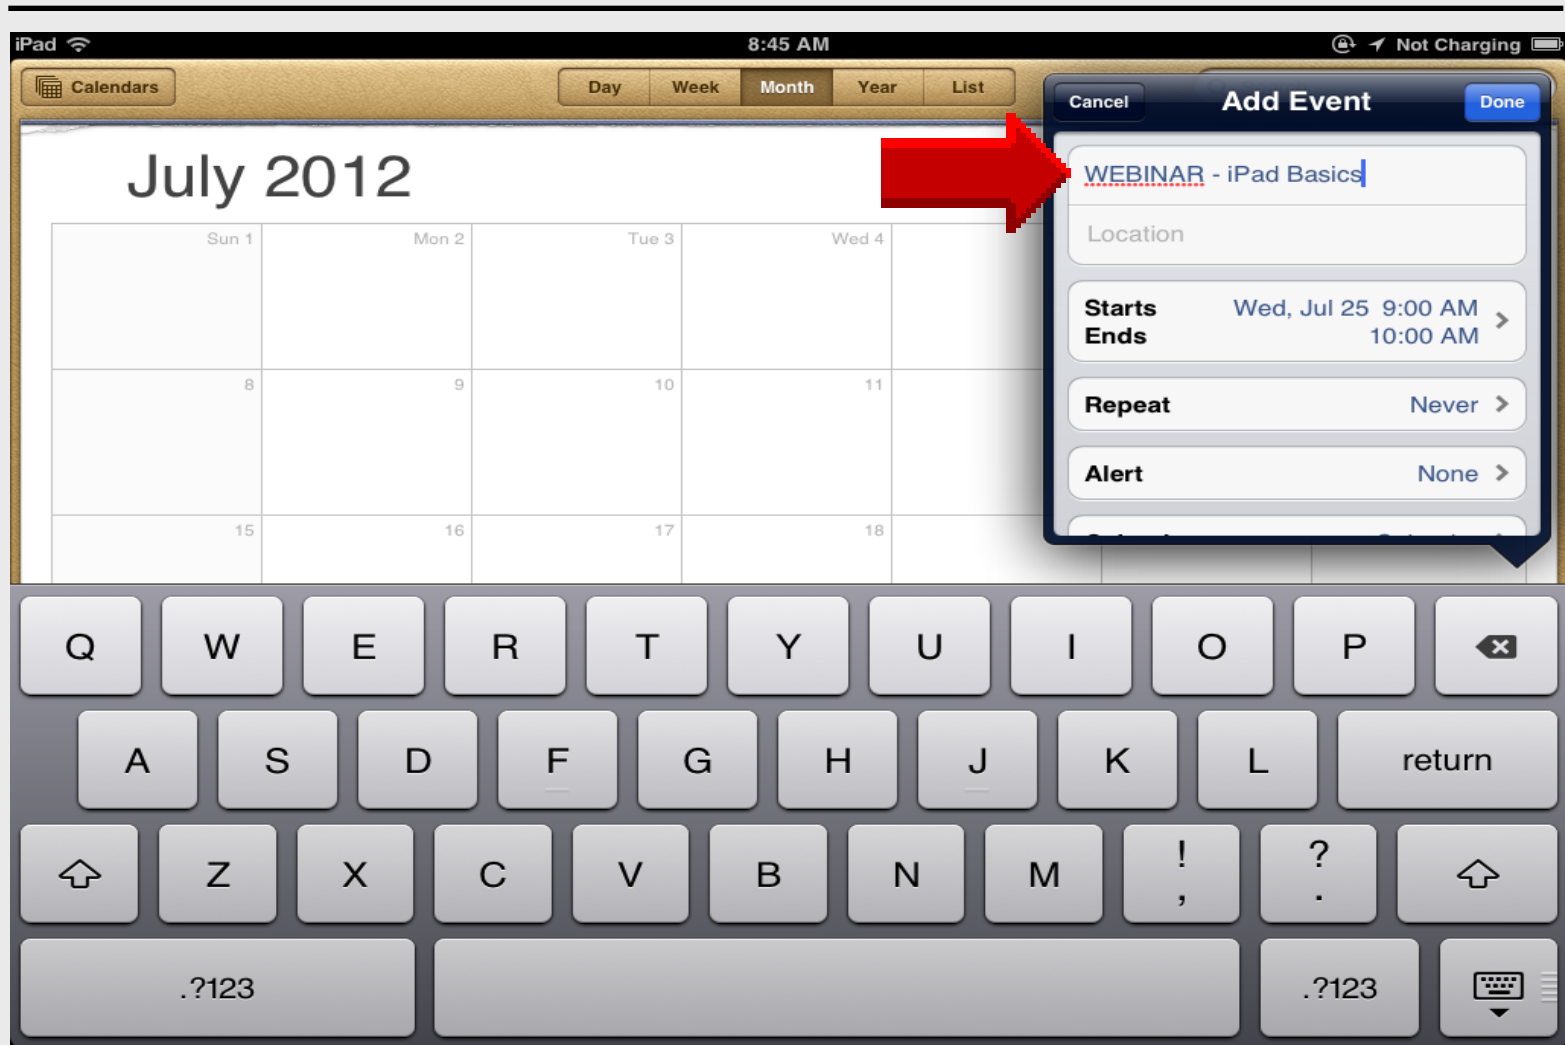 iPad 8:45 AM Not Charging
Calendars Day Week Month Year List
Cancel Add Event Done
July 2012
WEBINAR - iPad Basics
Location
Sun 1 Mon 2 Tue 3 Wed 4
Starts Wed, Jul 25 9:00 AM
Ends 10:00 AM
8 9 10 11
Repeat Never
Alert None
15 16 17 18
Q W E R T Y U I O P
A S D F G H J K L return
Z X C V B N M ! , ? .
.?123 .?123